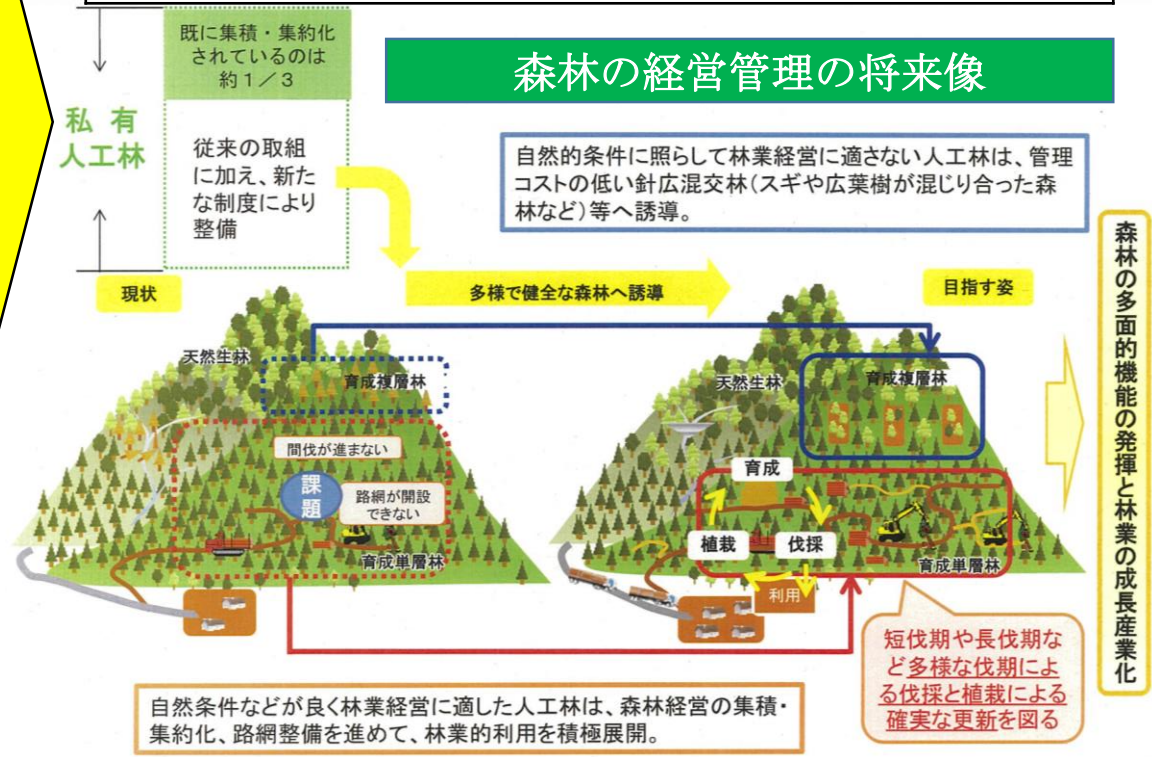 既に集積・集約化
されているのは
約1/3
森林の経営管理の将来像
私 有
人工林
従来の取組
に加え、新た
な制度により
整備
自然的条件に照らして林業経営に適さない人工林は、管理
コストの低い針広混交林(スギや広葉樹が混じり合った森
林など)等へ誘導。
現状
多様で健全な森林へ誘導
目指す姿
天然生林
育成複層林
間伐が進まない
課
題
路網が開設
できない
育成単層林
天然生林
育成複層林
育成
植栽
伐採
利用
育成単層林
森林の多面的機能の発揮と林業の成長産業化
短伐期や長伐期な
ど多様な伐期によ
る伐採と植栽による
確実な更新を図る
自然条件などが良く林業経営に適した人工林は、森林経営の集積・
集約化、路網整備を進めて、林業的利用を積極展開。